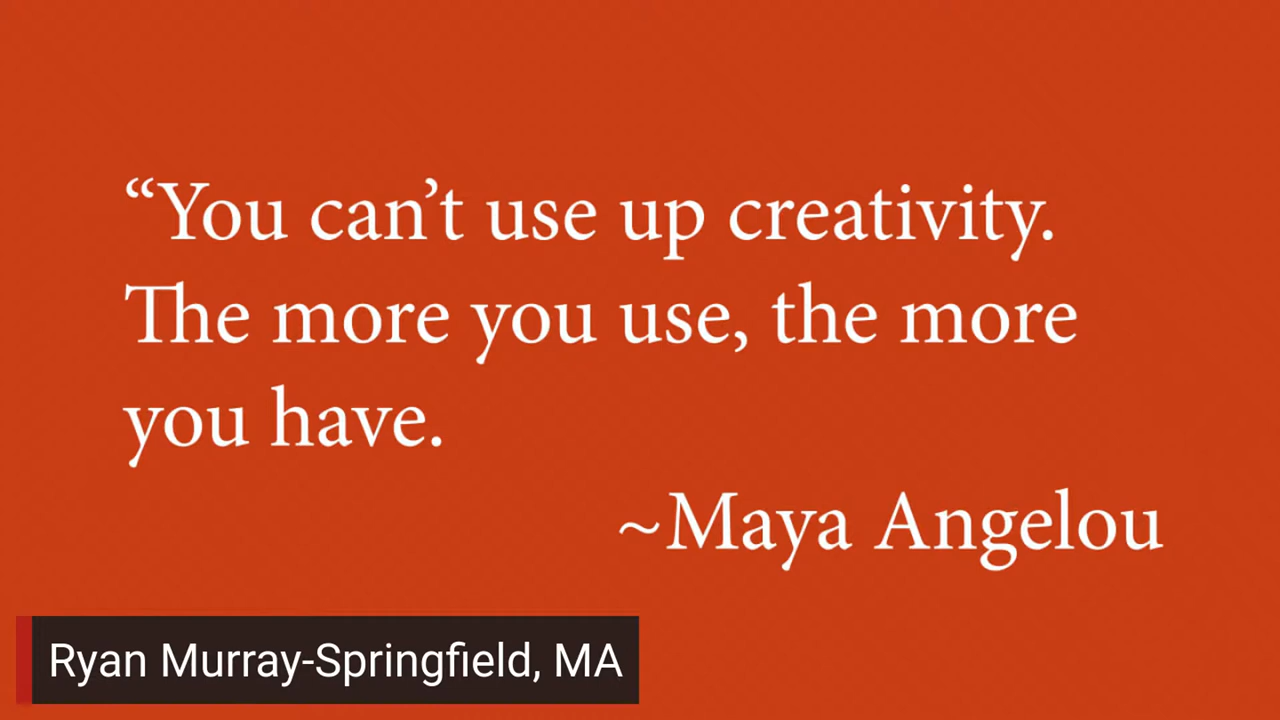 “You can’t use up creativity.
The more you use, the more
you have.
~Maya Angelou
Ryan Murray-Springfield, MA